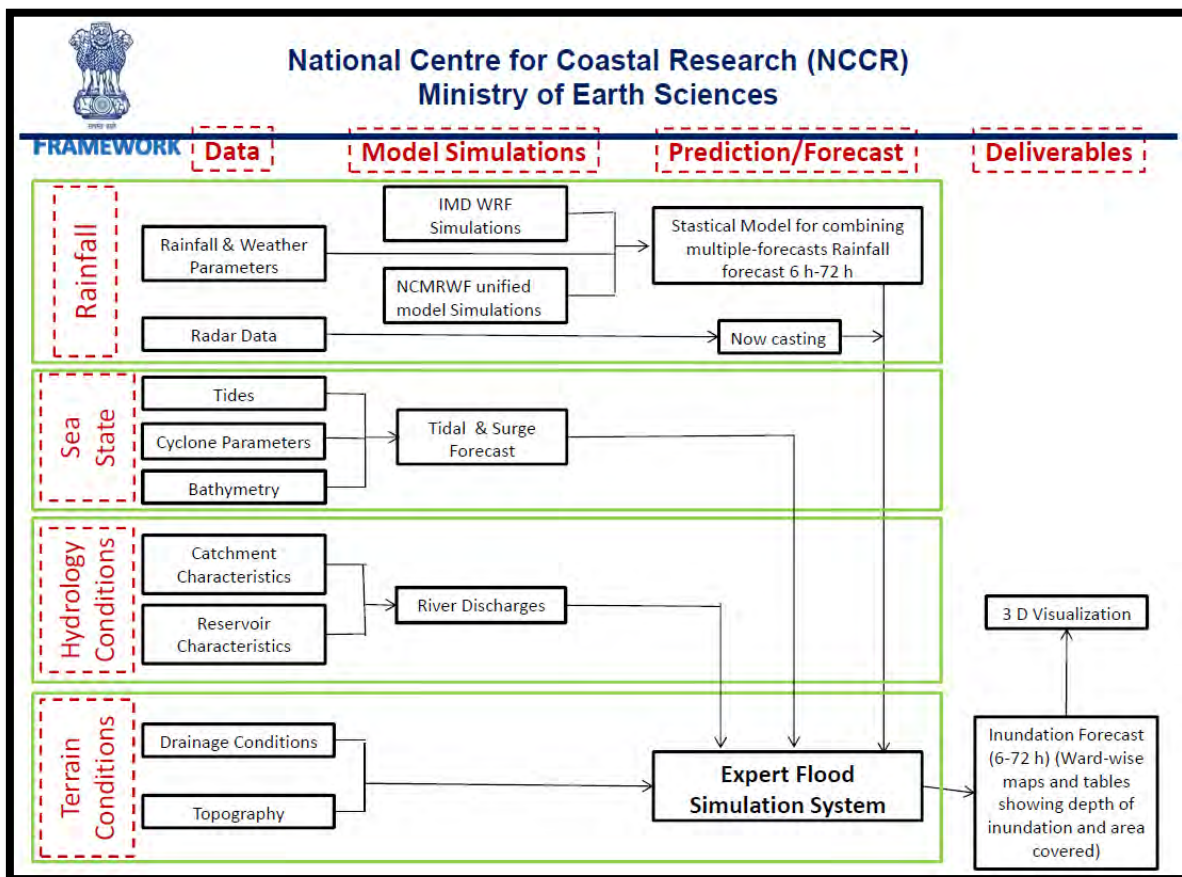 National Centre for Coastal Research (NCCR)
Ministry of Earth Sciences
FRAMEWORK
Data
Model Simulations
Prediction/Forecast
Deliverables
Rainfall
Rainfall & Weather
Parameters
IMD WRF
Simulations
NCMRWF unified
model Simulations
Stastical Model for combining
multiple-forecasts Rainfall
forecast 6 h-72 h
Radar Data
Now casting
Sea
State
Tides
Cyclone Parameters
Bathymetry
Tidal & Surge
Forecast
Hydrology
Conditions
Catchment
Characteristics
Reservoir
Characteristics
River Discharges
3 D Visualization
Terrain
Conditions
Drainage Conditions
Topography
Expert Flood
Simulation System
Inundation Forecast
(6-72 h) (Ward-wise
maps and tables
showing depth of
inundation and area
covered)